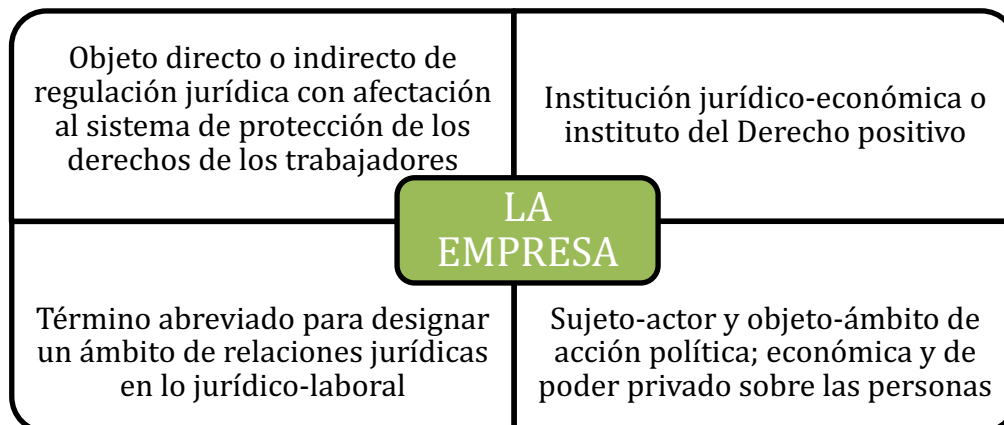 Objeto directo o indirecto de
regulación jurídica con afectación
al sistema de protección de los
derechos de los trabajadores
Institución jurídico-económica o
instituto del Derecho positivo
LA
EMPRESA
Término abreviado para designar
un ámbito de relaciones jurídicas
en lo jurídico-laboral
Sujeto-actor y objeto-ámbito de
acción política; económica y de
poder privado sobre las personas